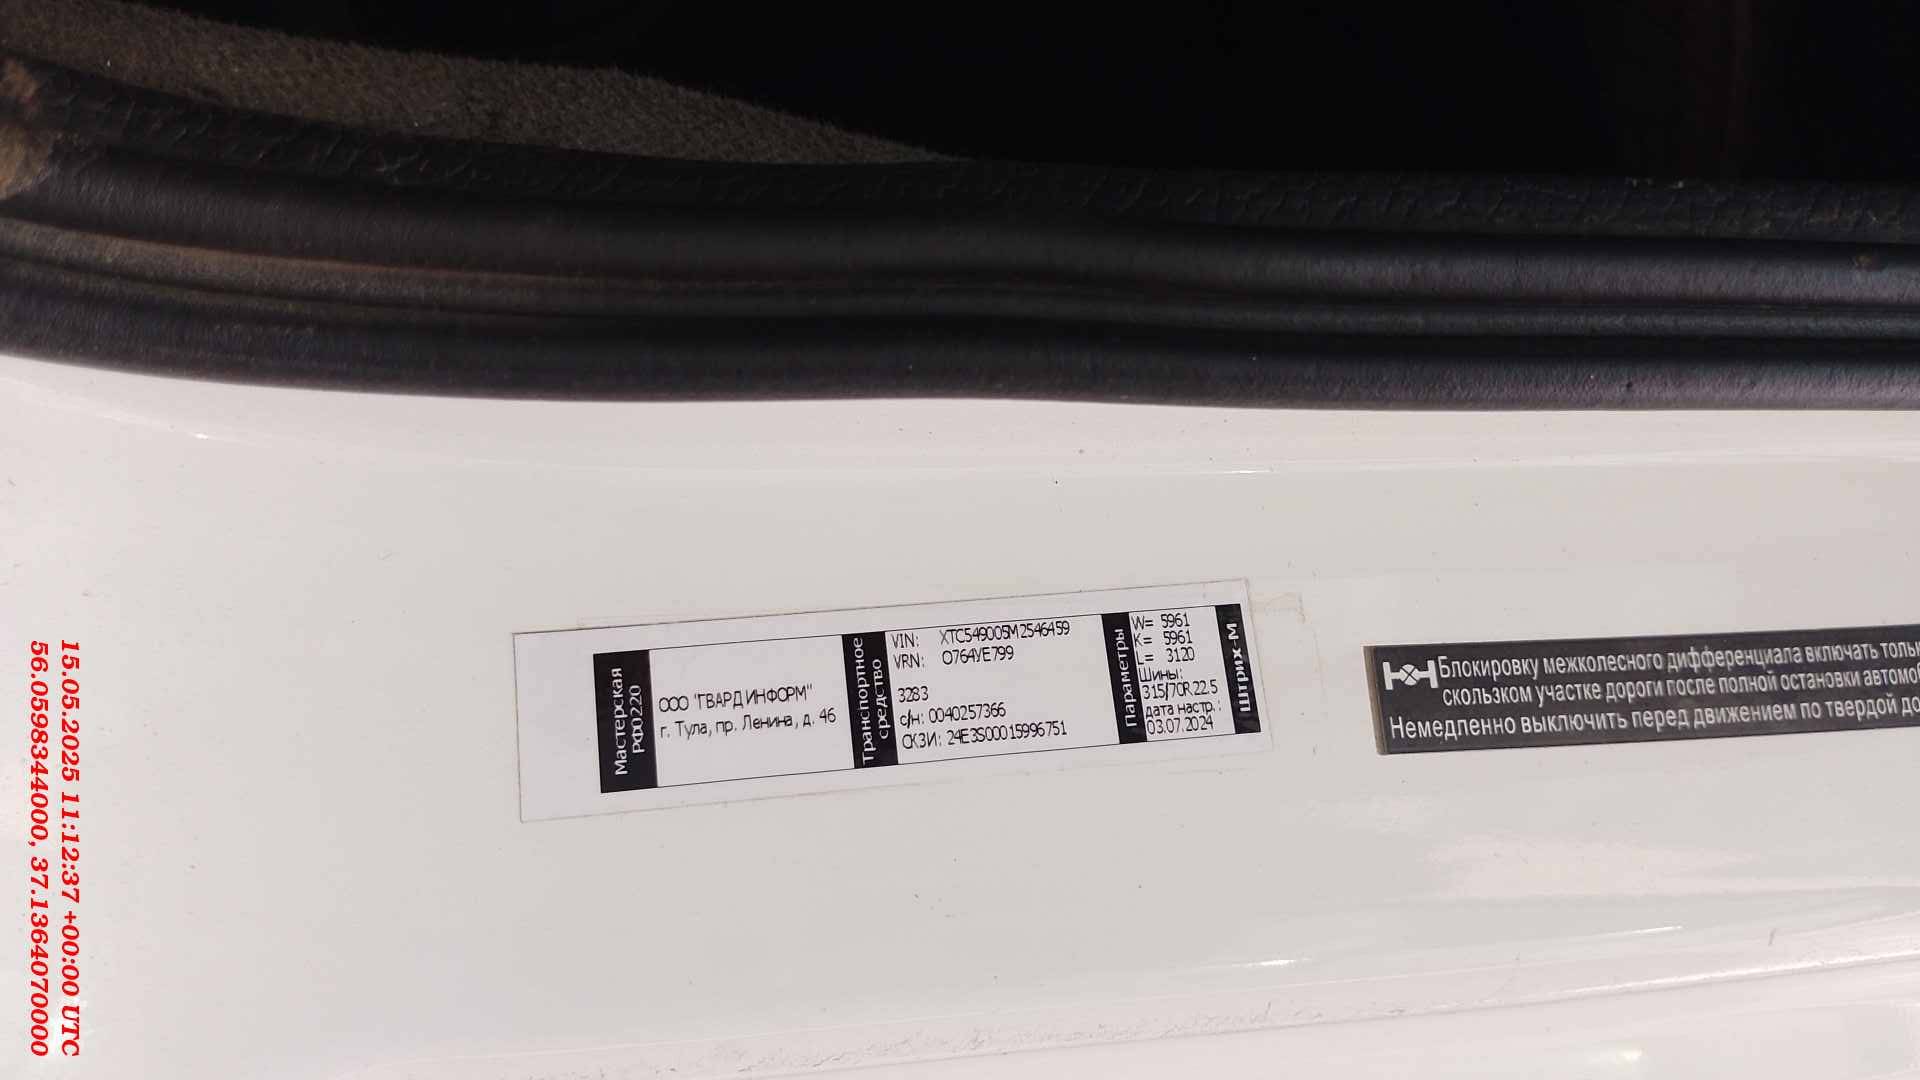 Мастерская
РФ0220
ООО "ГВАРД ИНФОРМ"
г. Тула, пр. Ленина, д. 46
Транспортное
средство
VIN: XTC549005M2546459
VRN: О764УЕ799
3283
с/н: 0040257366
СКЗИ: 24E3S00015996751
Параметры
W= 5961
K= 5961
L= 3120
Шины:
315/70R22.5
дата настр.:
03.07.2024
Штрих-М
Блокировку межколесного дифференциала включать
скользком участке дороги после полной остановки
Немедленно выключить перед движением по твердой
15.05.2025 11:12:37 +00:00 UTC
56.0598344000, 37.1364070000